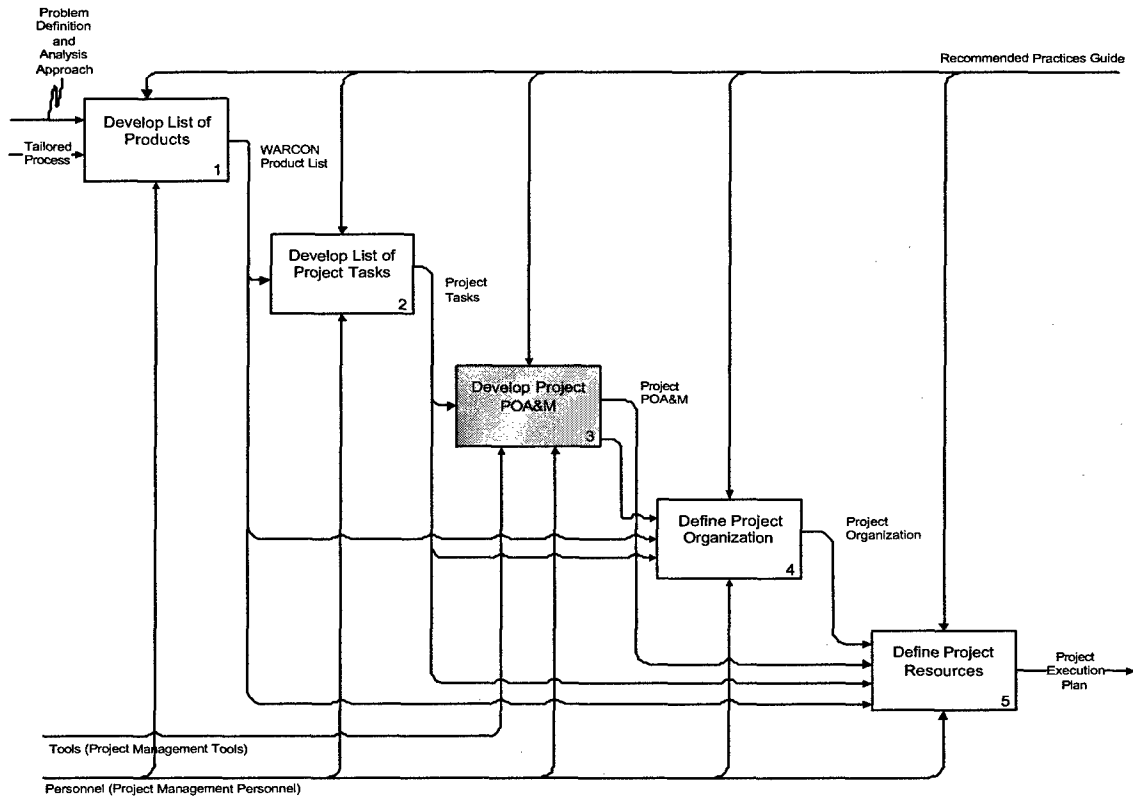 Problem
Definition
and
Analysis
Approach
Recommended Practices Guide
Develop List of
Products
1
Tailored
Process
WARCON
Product List
Develop List of
Project Tasks
2
Project
Tasks
Develop Project
POA&M
3
Project
POA&M
Define Project
Organization
4
Project
Organization
Define Project
Resources
5
Project
Execution
Plan
Tools (Project Management Tools)
Personnel (Project Management Personnel)